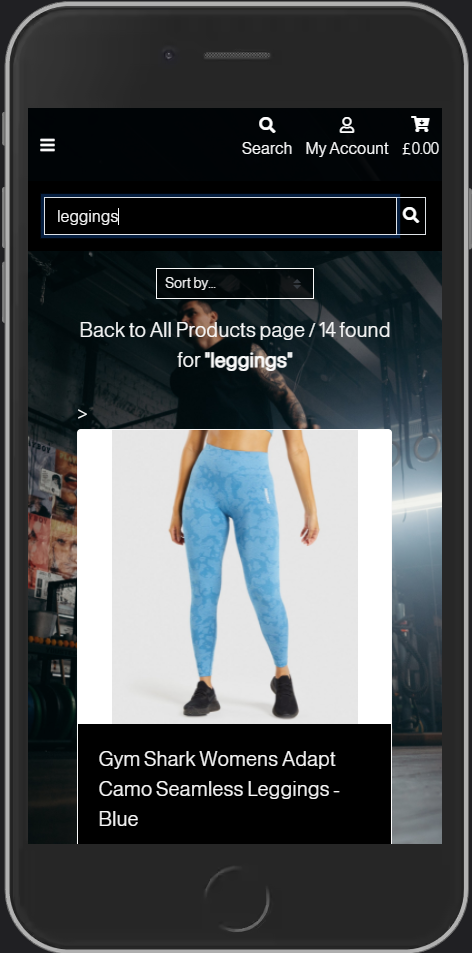 Search
My Account
£0.00
leggings
Sort by...
Back to All Products page / 14 found
for "leggings"
>
Gym Shark Womens Adapt
Camo Seamless Leggings -
Blue